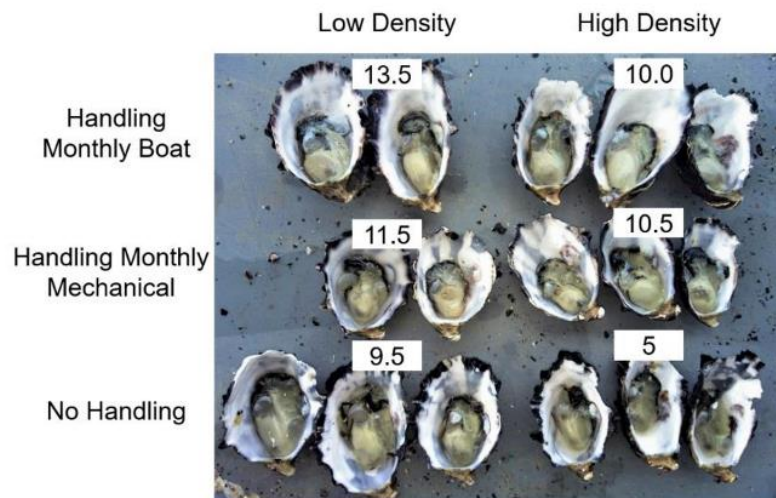 Low Density
High Density
Handling
Monthly Boat
13.5
10.0
Handling Monthly
Mechanical
11.5
10.5
No Handling
9.5
5